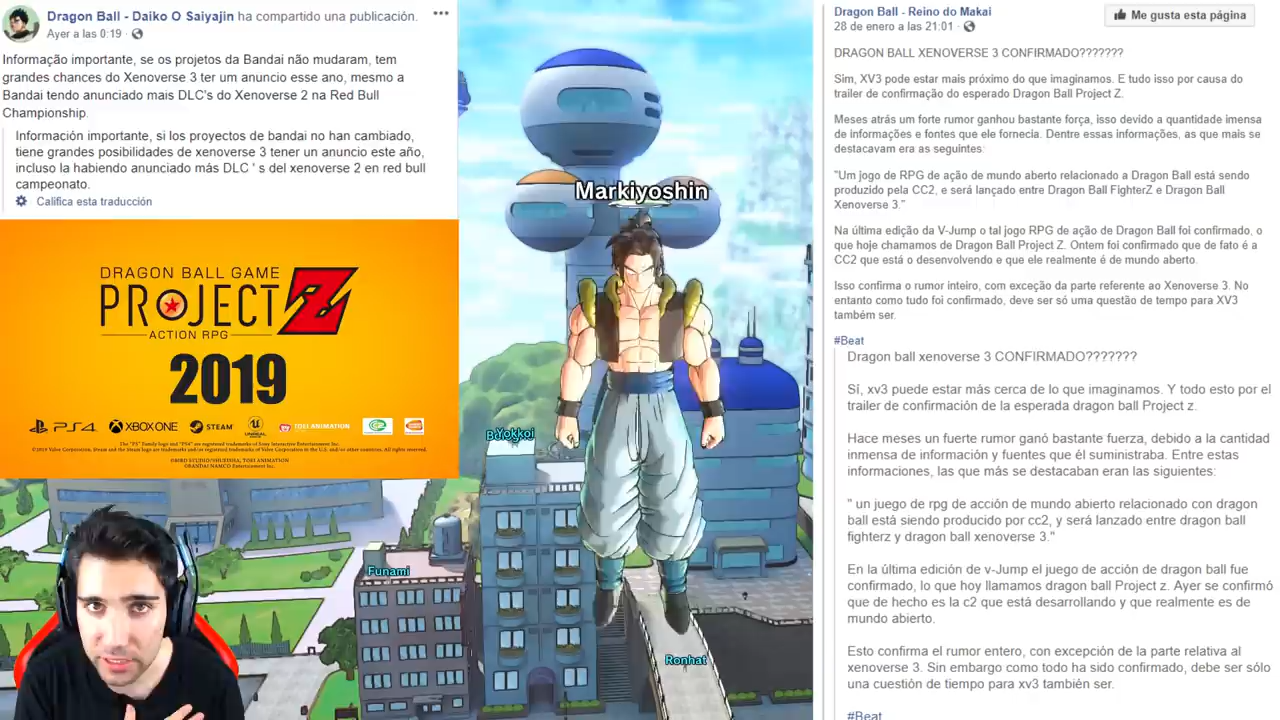 Dragon Ball - Daiko O Saiyajin ha compartido una publicación.
Ayer a las 0:19
Informação importante, se os projetos da Bandai não mudaram, tem
grandes chances do Xenoverse 3 ter um anuncio esse ano, mesmo a
Bandai tendo anunciado mais DLC's do Xenoverse 2 na Red Bull
Championship.
Información importante, si los proyectos de bandai no han cambiado,
tiene grandes posibilidades de xenoverse 3 tener un anuncio este año,
incluso la habiendo anunciado más DLC ' s del xenoverse 2 en red bull
campeonato.
Califica esta traducción
DRAGON BALL GAME
PROJECT Z
ACTION RPG
2019
PS4 XBOX ONE STEAM UNREAL TOEI ANIMATION
©BIRD STUDIO/SHUEISHA, TOEI ANIMATION
©BANDAI NAMCO Entertainment Inc.
Markiyoshin
Yokkoi
Funami
Ronhat
Dragon Ball - Reino do Makai
28 de enero a las 21:01
Me gusta esta página
DRAGON BALL XENOVERSE 3 CONFIRMADO???????
Sim, XV3 pode estar mais próximo do que imaginamos. E tudo isso por causa do
trailer de confirmação do esperado Dragon Ball Project Z.
Meses atrás um forte rumor ganhou bastante força, isso devido a quantidade imensa
de informações e fontes que ele fornecia. Dentre essas informações, as que mais se
destacavam era as seguintes:
"Um jogo de RPG de ação de mundo aberto relacionado a Dragon Ball está sendo
produzido pela CC2, e será lançado entre Dragon Ball FighterZ e Dragon Ball
Xenoverse 3."
Na última edição da V-Jump o tal jogo RPG de ação de Dragon Ball foi confirmado, o
que hoje chamamos de Dragon Ball Project Z. Ontem foi confirmado que de fato é a
CC2 que está o desenvolvendo e que ele realmente é de mundo aberto.
Isso confirma o rumor inteiro, com exceção da parte referente ao Xenoverse 3. No
entanto como tudo foi confirmado, deve ser só uma questão de tempo para XV3
também ser.
#Beat
Dragon ball xenoverse 3 CONFIRMADO???????
Sí, xv3 puede estar más cerca de lo que imaginamos. Y todo esto por el
trailer de confirmación de la esperada dragon ball Project z.
Hace meses un fuerte rumor ganó bastante fuerza, debido a la cantidad
inmensa de información y fuentes que él suministraba. Entre estas
informaciones, las que más se destacaban eran las siguientes:
" un juego de rpg de acción de mundo abierto relacionado con dragon
ball está siendo producido por cc2, y será lanzado entre dragon ball
fighterz y dragon ball xenoverse 3."
En la última edición de v-Jump el juego de acción de dragon ball fue
confirmado, lo que hoy llamamos de dragon ball Project z. Ayer se confirmó
que de hecho es la c2 que está desarrollando y que realmente es de
mundo abierto.
Esto confirma el rumor entero, con excepción de la parte relativa al
xenoverse 3. Sin embargo como todo ha sido confirmado, debe ser sólo
una cuestión de tiempo para xv3 también ser.
#Beat